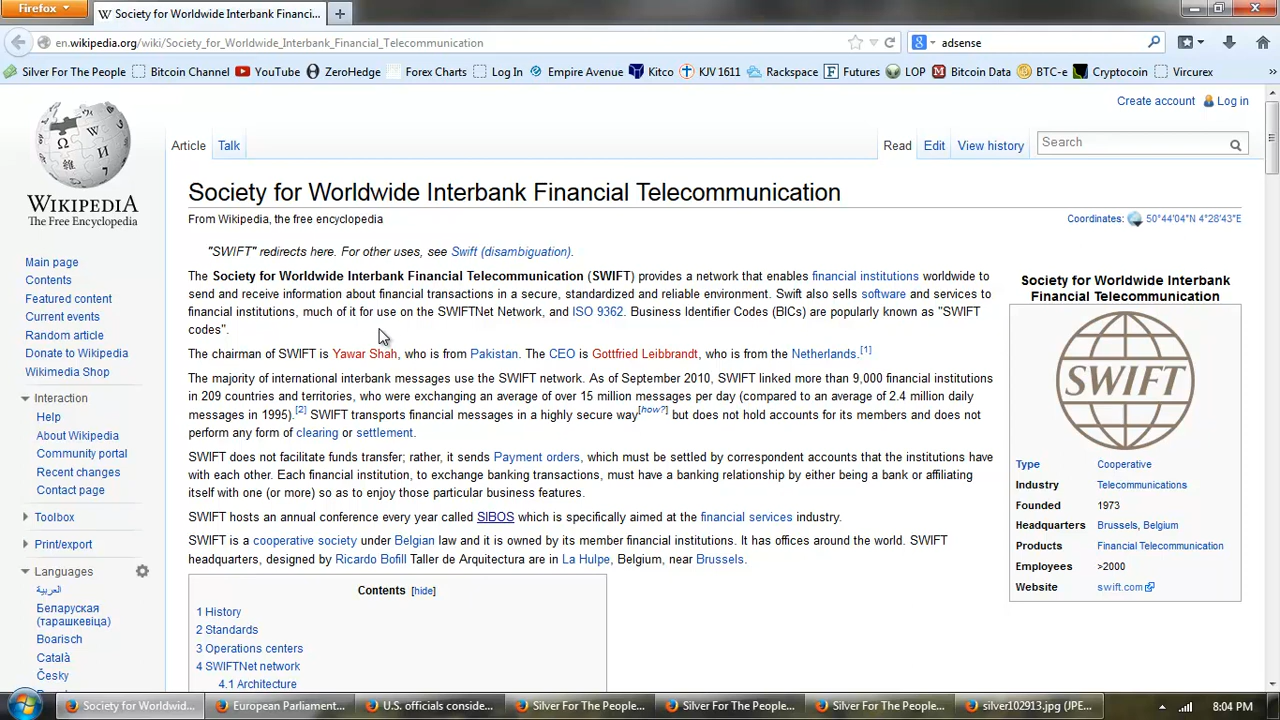 Firefox
Society for Worldwide Interbank Financi...
en.wikipedia.org/wiki/Society_for_Worldwide_Interbank_Financial_Telecommunication
adsense
Silver For The People Bitcoin Channel YouTube ZeroHedge Forex Charts Log In Empire Avenue Kitco KJV 1611 Rackspace Futures LOP Bitcoin Data BTC-e Cryptocoin Vircurex
Create account Log in
Article Talk Read Edit View history Search
WIKIPEDIA
The Free Encyclopedia
Main page
Contents
Featured content
Current events
Random article
Donate to Wikipedia
Wikimedia Shop
Interaction
Help
About Wikipedia
Community portal
Recent changes
Contact page
Toolbox
Print/export
Languages
العربية
Беларуская
(тарашкевіца)
Boarisch
Català
Česky
Society for Worldwide Interbank Financial Telecommunication
From Wikipedia, the free encyclopedia
Coordinates: 50°44′04″N 4°28′43″E
"SWIFT" redirects here. For other uses, see Swift (disambiguation).
The Society for Worldwide Interbank Financial Telecommunication (SWIFT) provides a network that enables financial institutions worldwide to
send and receive information about financial transactions in a secure, standardized and reliable environment. Swift also sells software and services to
financial institutions, much of it for use on the SWIFTNet Network, and ISO 9362. Business Identifier Codes (BICs) are popularly known as "SWIFT
codes".
The chairman of SWIFT is Yawar Shah, who is from Pakistan. The CEO is Gottfried Leibbrandt, who is from the Netherlands.[1]
The majority of international interbank messages use the SWIFT network. As of September 2010, SWIFT linked more than 9,000 financial institutions
in 209 countries and territories, who were exchanging an average of over 15 million messages per day (compared to an average of 2.4 million daily
messages in 1995).[2] SWIFT transports financial messages in a highly secure way[how?] but does not hold accounts for its members and does not
perform any form of clearing or settlement.
SWIFT does not facilitate funds transfer; rather, it sends Payment orders, which must be settled by correspondent accounts that the institutions have
with each other. Each financial institution, to exchange banking transactions, must have a banking relationship by either being a bank or affiliating
itself with one (or more) so as to enjoy those particular business features.
SWIFT hosts an annual conference every year called SIBOS which is specifically aimed at the financial services industry.
SWIFT is a cooperative society under Belgian law and it is owned by its member financial institutions. It has offices around the world. SWIFT
headquarters, designed by Ricardo Bofill Taller de Arquitectura are in La Hulpe, Belgium, near Brussels.
Contents [hide]
1 History
2 Standards
3 Operations centers
4 SWIFTNet network
4.1 Architecture
Society for Worldwide Interbank
Financial Telecommunication
SWIFT
Type Cooperative
Industry Telecommunications
Founded 1973
Headquarters Brussels, Belgium
Products Financial Telecommunication
Employees >2000
Website swift.com
Society for Worldwid... European Parliament... U.S. officials conside... Silver For The People... Silver For The People... Silver For The People... silver102913.jpg (JPE... 8:04 PM